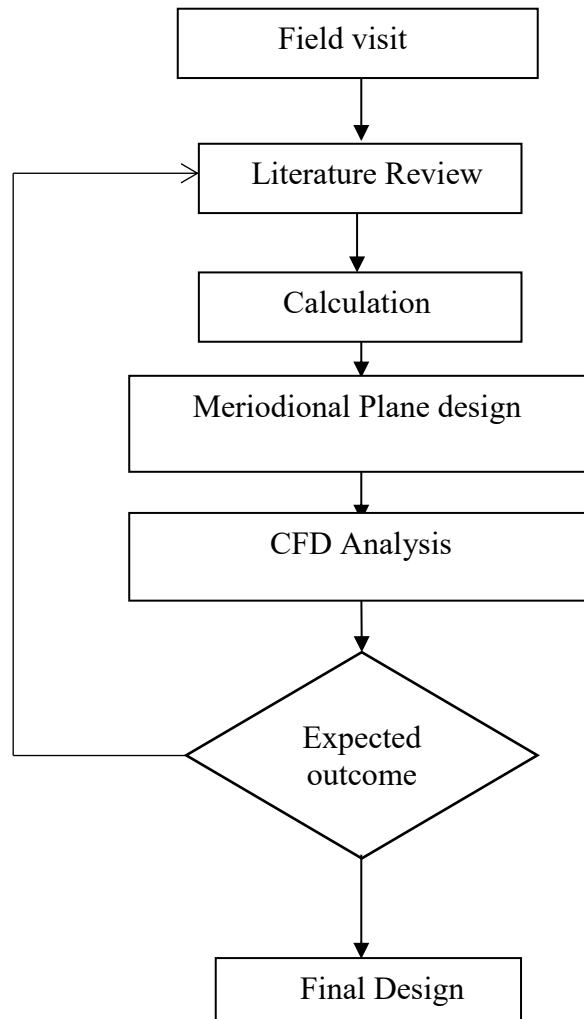 Field visit
Literature Review
Calculation
Meriodional Plane design
CFD Analysis
Expected
outcome
Final Design